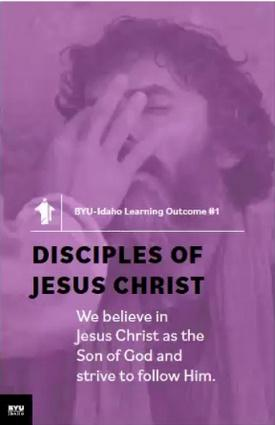 BYU-Idaho Learning Outcome #1
DISCIPLES OF
JESUS CHRIST
We believe in
Jesus Christ as the
Son of God and
strive to follow Him.
BYU
IDAHO